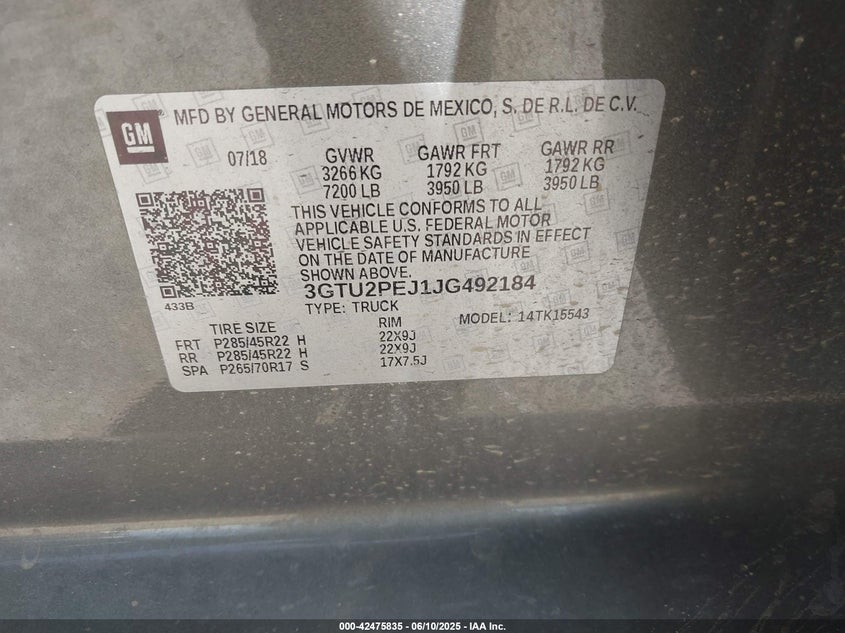 GM
MFD BY GENERAL MOTORS DE MEXICO, S. DE R.L. DE C.V.
07/18 GVWR GAWR FRT GAWR RR
3266 KG 1792 KG 1792 KG
7200 LB 3950 LB 3950 LB
THIS VEHICLE CONFORMS TO ALL
APPLICABLE U.S. FEDERAL MOTOR
VEHICLE SAFETY STANDARDS IN EFFECT
ON THE DATE OF MANUFACTURE
SHOWN ABOVE.
433B 3GTU2PEJ1JG492184
TYPE: TRUCK MODEL: 14TK15543
TIRE SIZE RIM
FRT P285/45R22 H 22X9J
RR P285/45R22 H 22X9J
SPA P265/70R17 S 17X7.5J
000-42475835 - 06/10/2025 - IAA Inc.